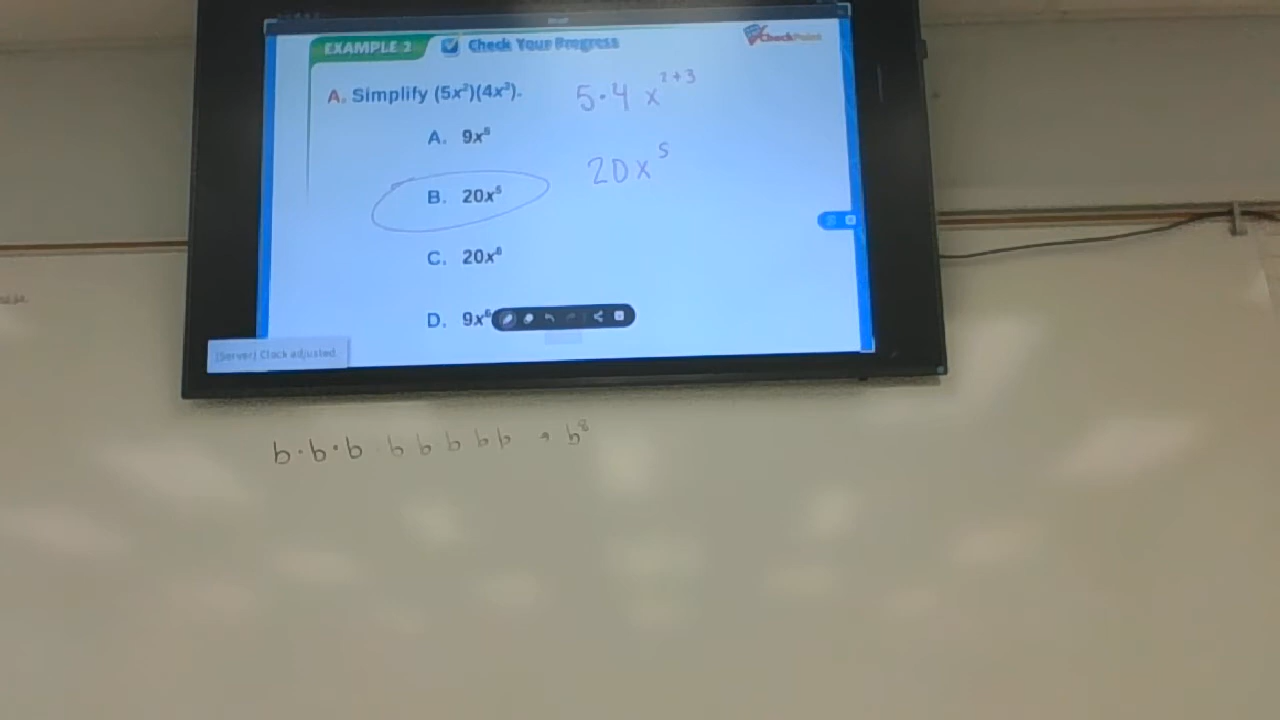 EXAMPLE 2 Check Your Progress CheckPoint
A. Simplify (5x²)(4x³). 5·4 x²⁺³
A. 9x⁵
B. 20x⁵ 20x⁵
C. 20x⁶
D. 9x⁶
(Server) Clock adjusted.
b·b·b b b b b b = b⁸